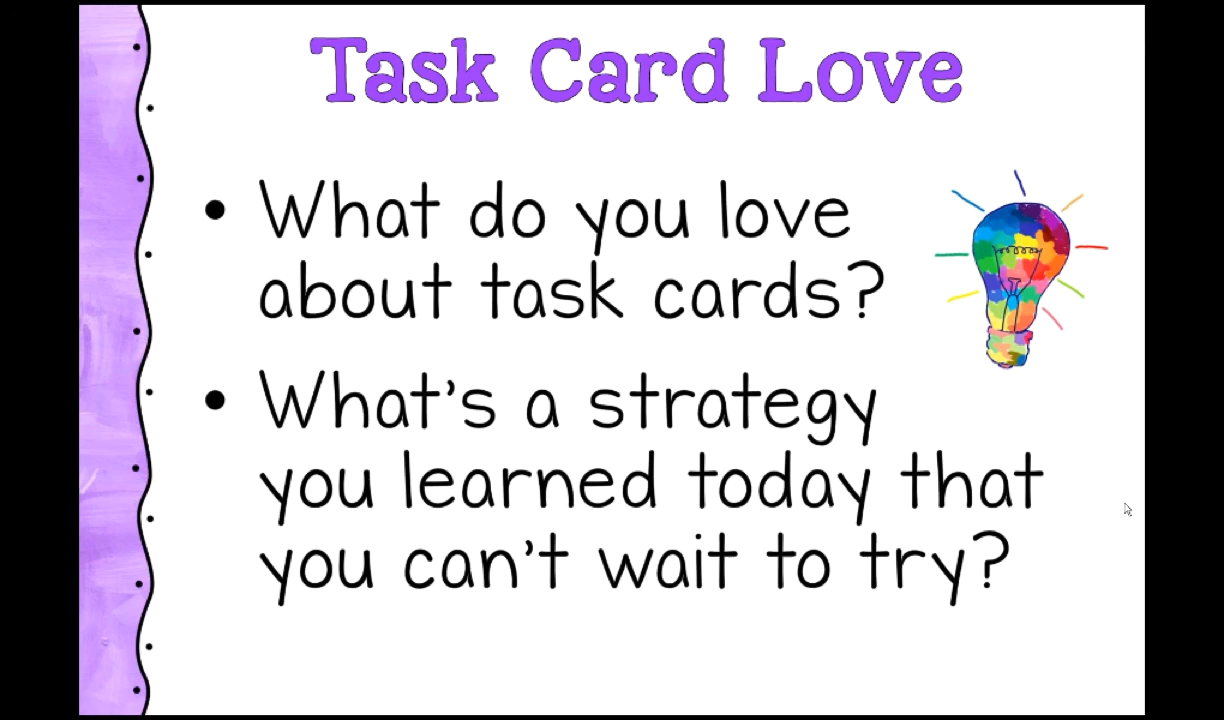 Task Card Love
• What do you love
about task cards?
• What's a strategy
you learned today that
you can't wait to try?